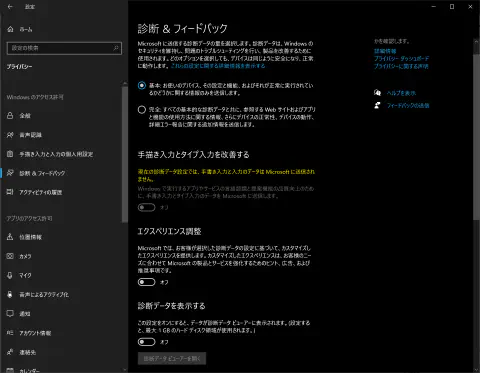 設定
ホーム
設定の検索
プライバシー
Windows のアクセス許可
全般
音声認識
手描き入力と入力の個人用設定
診断 & フィードバック
アクティビティの履歴
アプリのアクセス許可
位置情報
カメラ
マイク
音声によるアクティブ化
通知
アカウント情報
連絡先
カレンダー
診断 & フィードバック
Microsoft に送信する診断データの量を選択します。診断データは、Windows の
セキュリティを維持し、問題のトラブルシューティングを行い、製品を改善するために
使用されます。どのオプションを選択しても、デバイスは同じように安全になり、正常
に動作します。これらの設定に関する詳細情報を表示する
基本: お使いのデバイス、その設定と機能、およびそれが正常に実行されて
いるかどうかに関する情報のみを送信します。
完全: すべての基本的な診断データと共に、参照する Web サイトおよびアプリ
と機能の使用方法に関する情報、さらにデバイスの正常性、デバイスの動作、
詳細エラー報告に関する追加情報を送信します。
手描き入力とタイプ入力を改善する
現在の診断データ設定では、手書き入力と入力のデータは Microsoft に送信され
ません。
Windows で実行するアプリやサービスの言語認識と提案機能の品質向上のため
に、手描き入力とタイプ入力のデータを Microsoft に送信します。
オフ
エクスペリエンス調整
Microsoft では、お客様が選択した診断データの設定に基づいて、カスタマイズし
たエクスペリエンスを提供します。カスタマイズしたエクスペリエンスは、お客様のニー
ズに合わせて Microsoft の製品とサービスを強化するためのヒント、広告、および
推奨事項です。
オフ
診断データを表示する
この設定をオンにすると、データが診断データ ビューアーに表示されます。(設定する
と、最大 1 GB のハード ディスク領域が使用されます。)
オフ
診断データ ビューアーを開く
かを確認します。
詳細情報
プライバシー ダッシュボード
プライバシーに関する声明
ヘルプを表示
フィードバックの送信